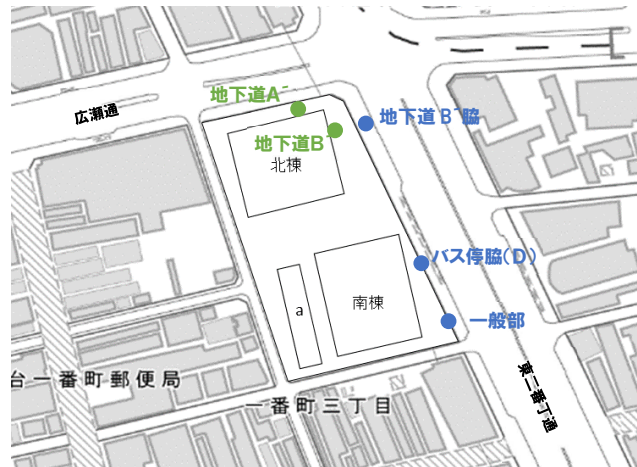 広瀬通
地下道A
地下道B 脇
地下道B
北棟
バス停脇(D)
南棟
a
一般部
東二番丁通
台一番町郵便局
一番町三丁目